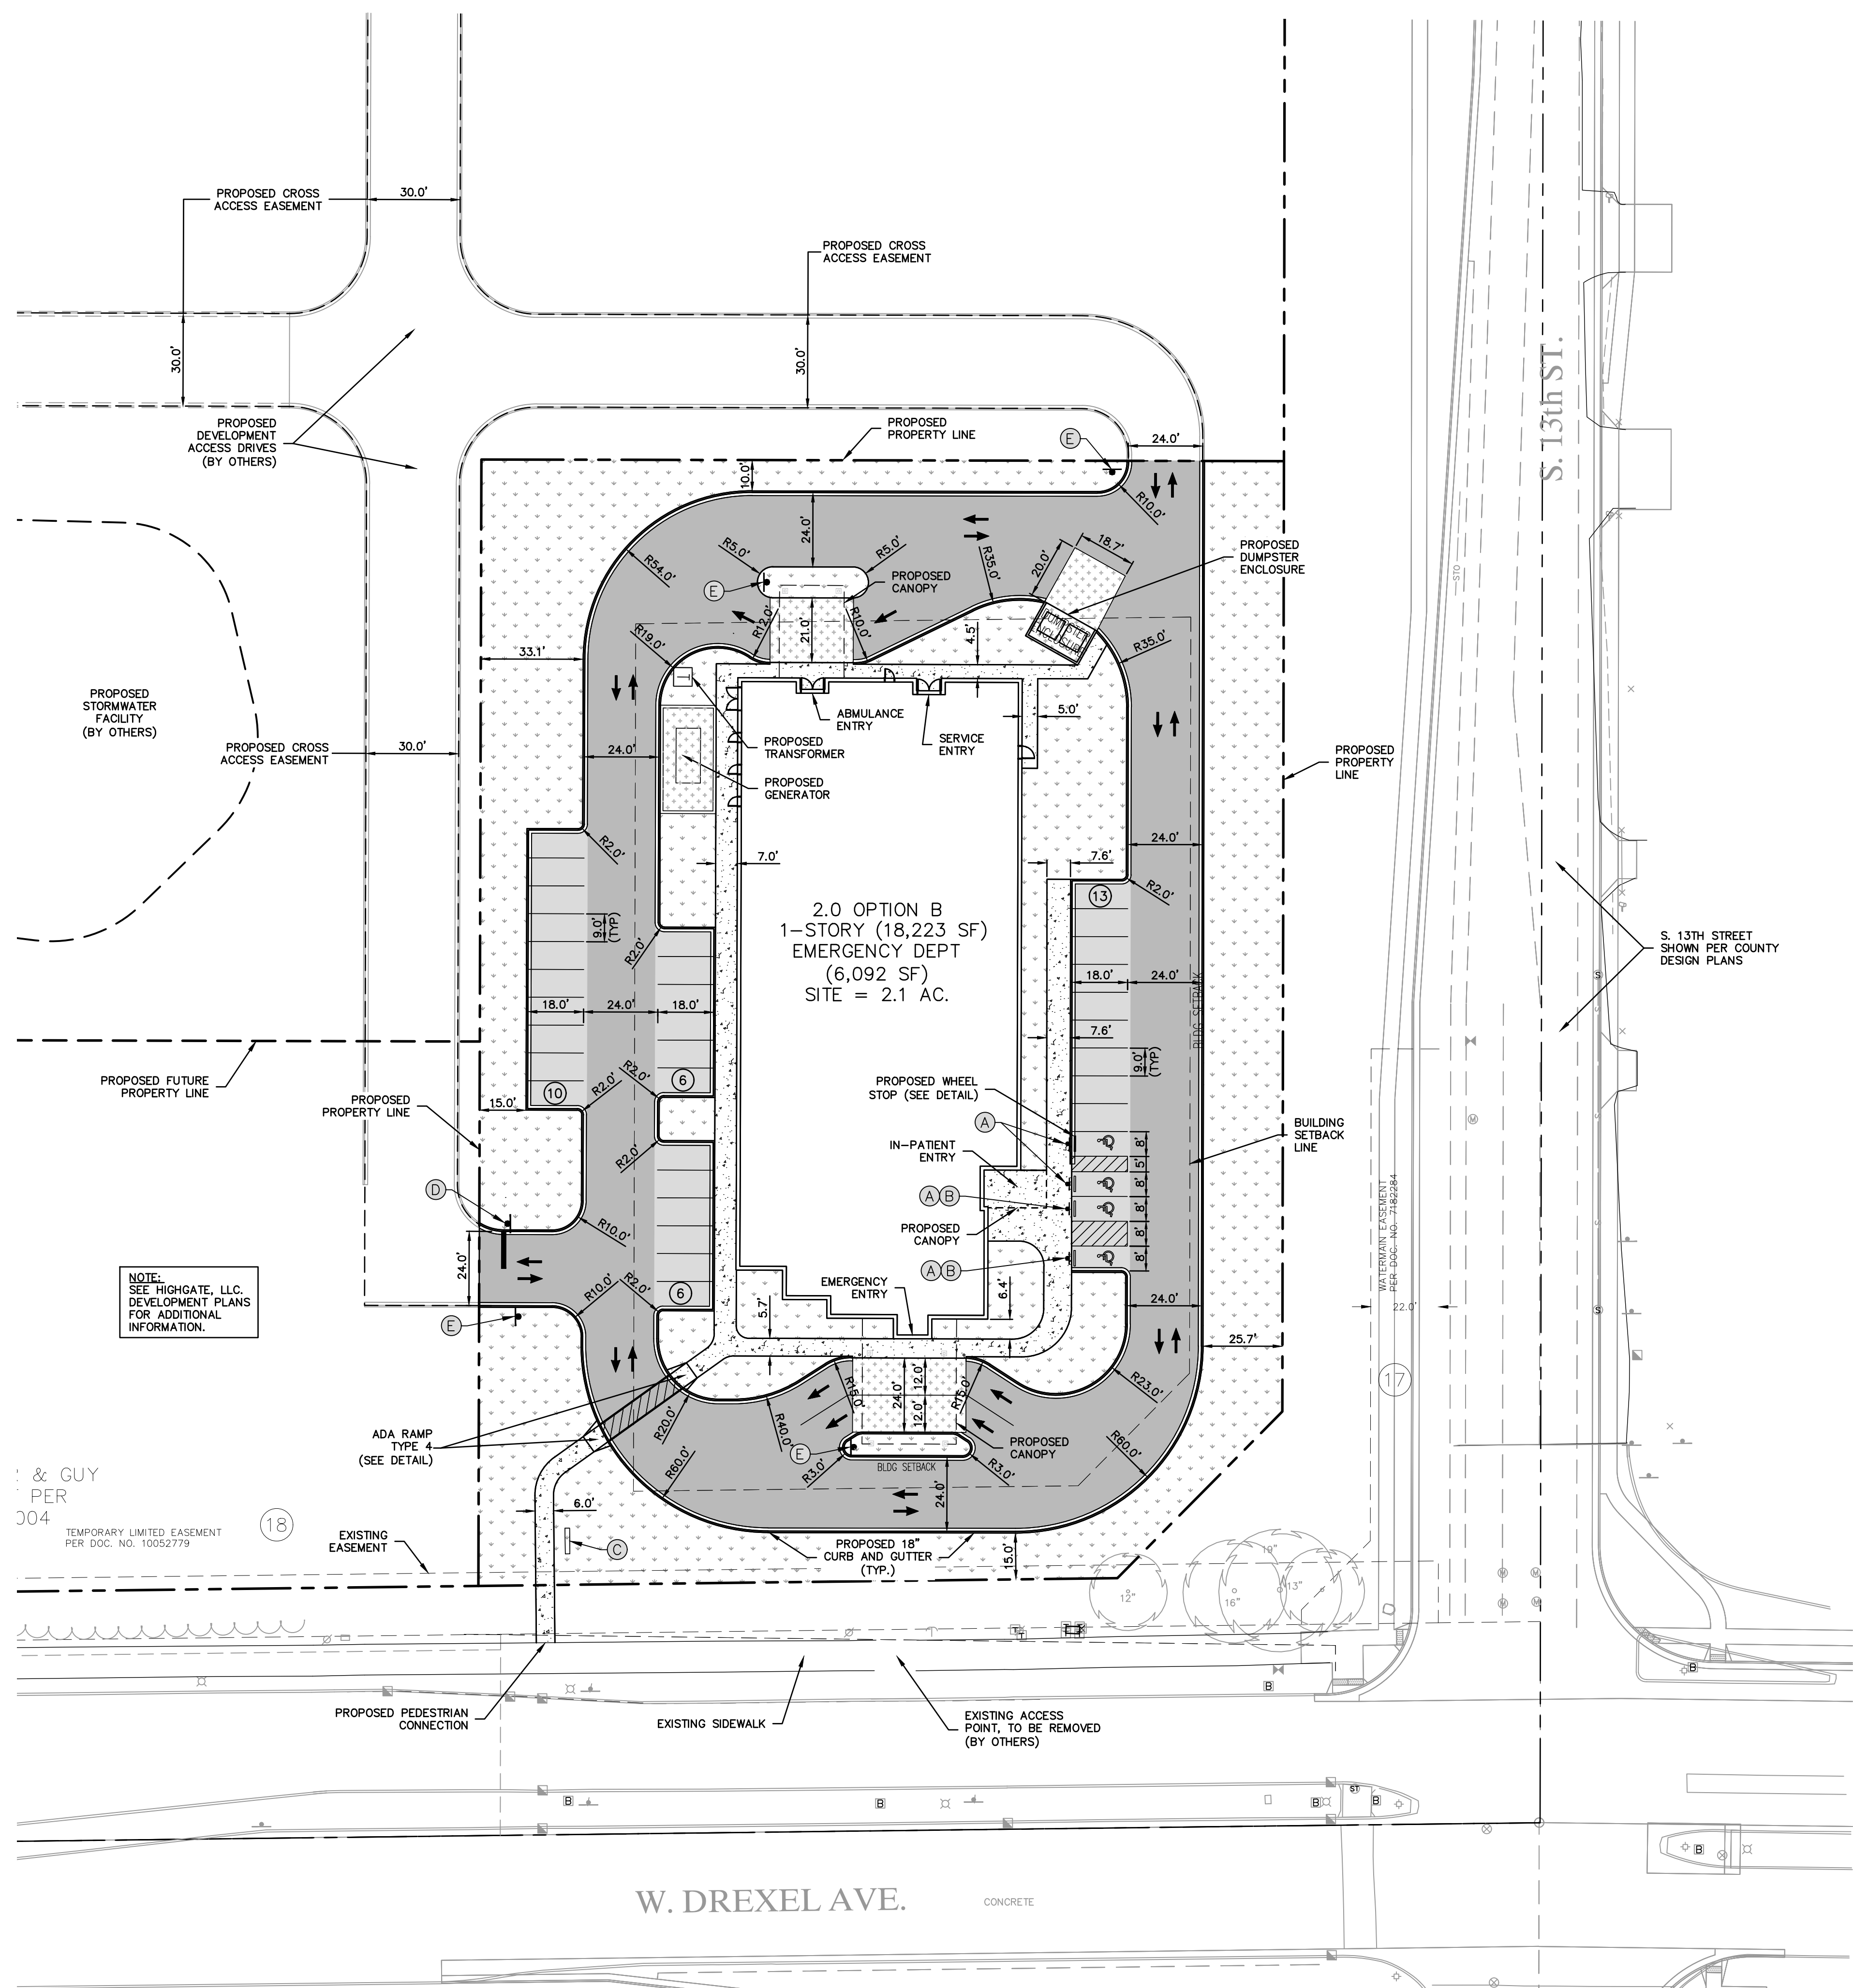 PROPOSED CROSS
ACCESS EASEMENT
30.0'
PROPOSED CROSS
ACCESS EASEMENT
30.0'
30.0'
S. 13th ST.
PROPOSED
DEVELOPMENT
ACCESS DRIVES
(BY OTHERS)
PROPOSED
PROPERTY LINE
E
24.0'
10.0'
R10.0'
24.0'
R5.0'
R5.0'
R54.0'
E
PROPOSED
CANOPY
R35.0'
20.0'
18.7'
PROPOSED
DUMPSTER
ENCLOSURE
STO
R12.0'
21.0'
R10.0'
4.5'
R19.0'
R35.0'
33.1'
PROPOSED
STORMWATER
FACILITY
(BY OTHERS)
5.0'
ABMULANCE
ENTRY
SERVICE
ENTRY
PROPOSED
TRANSFORMER
PROPOSED
GENERATOR
PROPOSED CROSS
ACCESS EASEMENT
30.0'
24.0'
PROPOSED
PROPERTY
LINE
R2.0'
7.0'
7.6'
24.0'
R2.0'
13
9.0'
(TYP)
R2.0'
2.0 OPTION B
1-STORY (18,223 SF)
EMERGENCY DEPT
(6,092 SF)
SITE = 2.1 AC.
S. 13TH STREET
SHOWN PER COUNTY
DESIGN PLANS
18.0'
24.0'
18.0'
18.0'
24.0'
BLDG SETBACK
7.6'
9.0'
(TYP)
PROPOSED FUTURE
PROPERTY LINE
PROPOSED
PROPERTY LINE
15.0'
10
R2.0'
R2.0'
6
R2.0'
PROPOSED WHEEL
STOP (SEE DETAIL)
A
IN-PATIENT
ENTRY
A B
PROPOSED
CANOPY
A B
8'
5'
8'
8'
8'
8'
BUILDING
SETBACK
LINE
WATERMAIN EASEMENT
PER DOC. NO. 7182284
22.0'
D
R10.0'
24.0'
NOTE:
SEE HIGHGATE, LLC.
DEVELOPMENT PLANS
FOR ADDITIONAL
INFORMATION.
E
R10.0'
R2.0'
6
EMERGENCY
ENTRY
5.7'
6.4'
24.0'
25.7'
17
R15.0'
24.0'
12.0'
12.0'
R15.0'
R23.0'
ADA RAMP
TYPE 4
(SEE DETAIL)
R20.0'
R40.0'
E
PROPOSED
CANOPY
R60.0'
R60.0'
R3.0'
BLDG SETBACK
R3.0'
24.0'
& GUY
PER
004
TEMPORARY LIMITED EASEMENT
PER DOC. NO. 10052779
18
6.0'
EXISTING
EASEMENT
C
PROPOSED 18"
CURB AND GUTTER
(TYP.)
15.0'
12"
19"
16"
13"
PROPOSED PEDESTRIAN
CONNECTION
EXISTING SIDEWALK
EXISTING ACCESS
POINT, TO BE REMOVED
(BY OTHERS)
W. DREXEL AVE.
CONCRETE